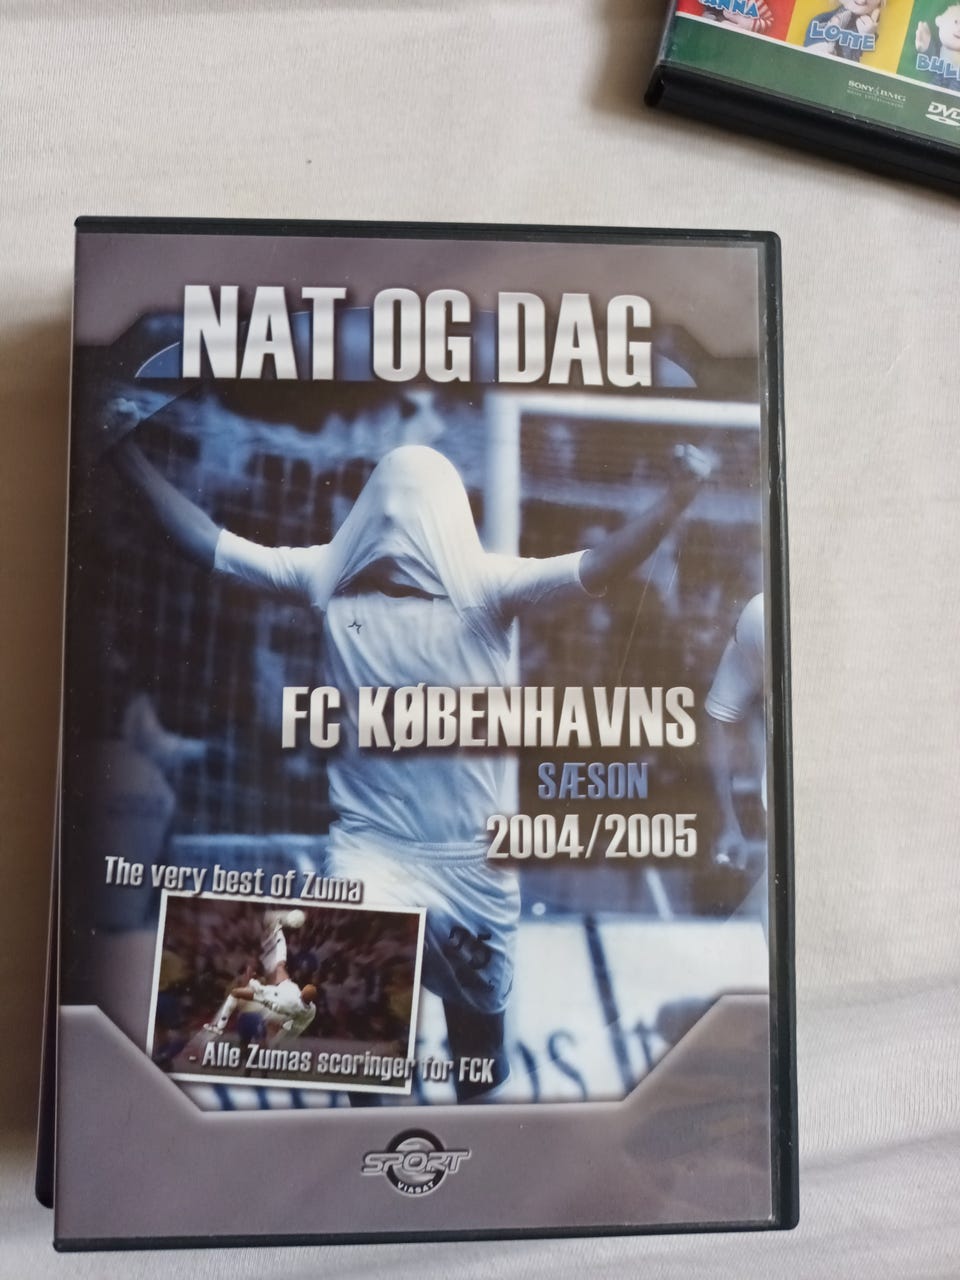 LOTTE
SONY BMG
DVD
NAT OG DAG
FC KØBENHAVNS
SÆSON
2004/2005
The very best of Zuma
- Alle Zumas scoringer for FCK
SPORT
VIASAT